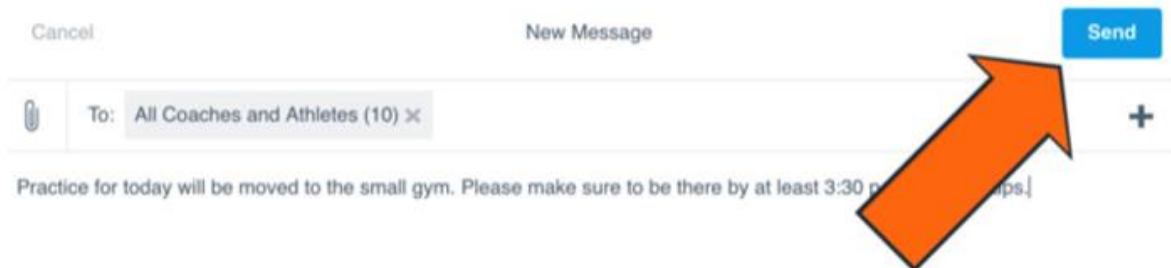 Cancel New Message Send
To: All Coaches and Athletes (10) ×
Practice for today will be moved to the small gym. Please make sure to be there by at least 3:30